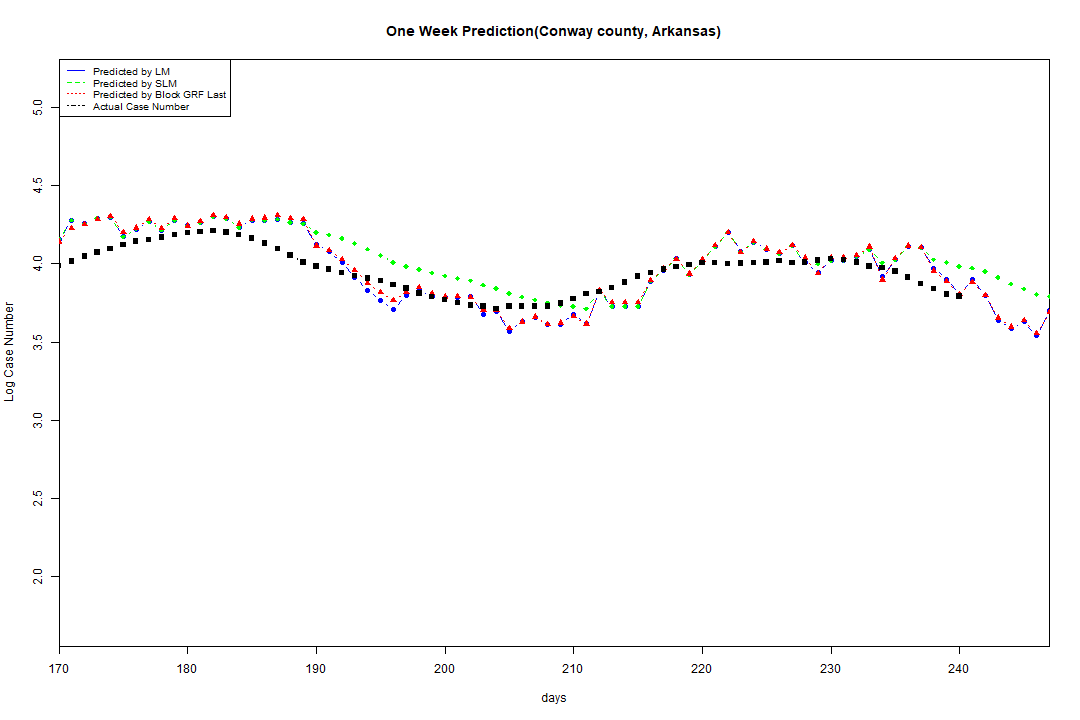 One Week Prediction(Conway county, Arkansas)
Predicted by LM
Predicted by SLM
Predicted by Block GRF Last
Actual Case Number
5.0
4.5
4.0
3.5
3.0
2.5
2.0
Log Case Number
170 180 190 200 210 220 230 240
days